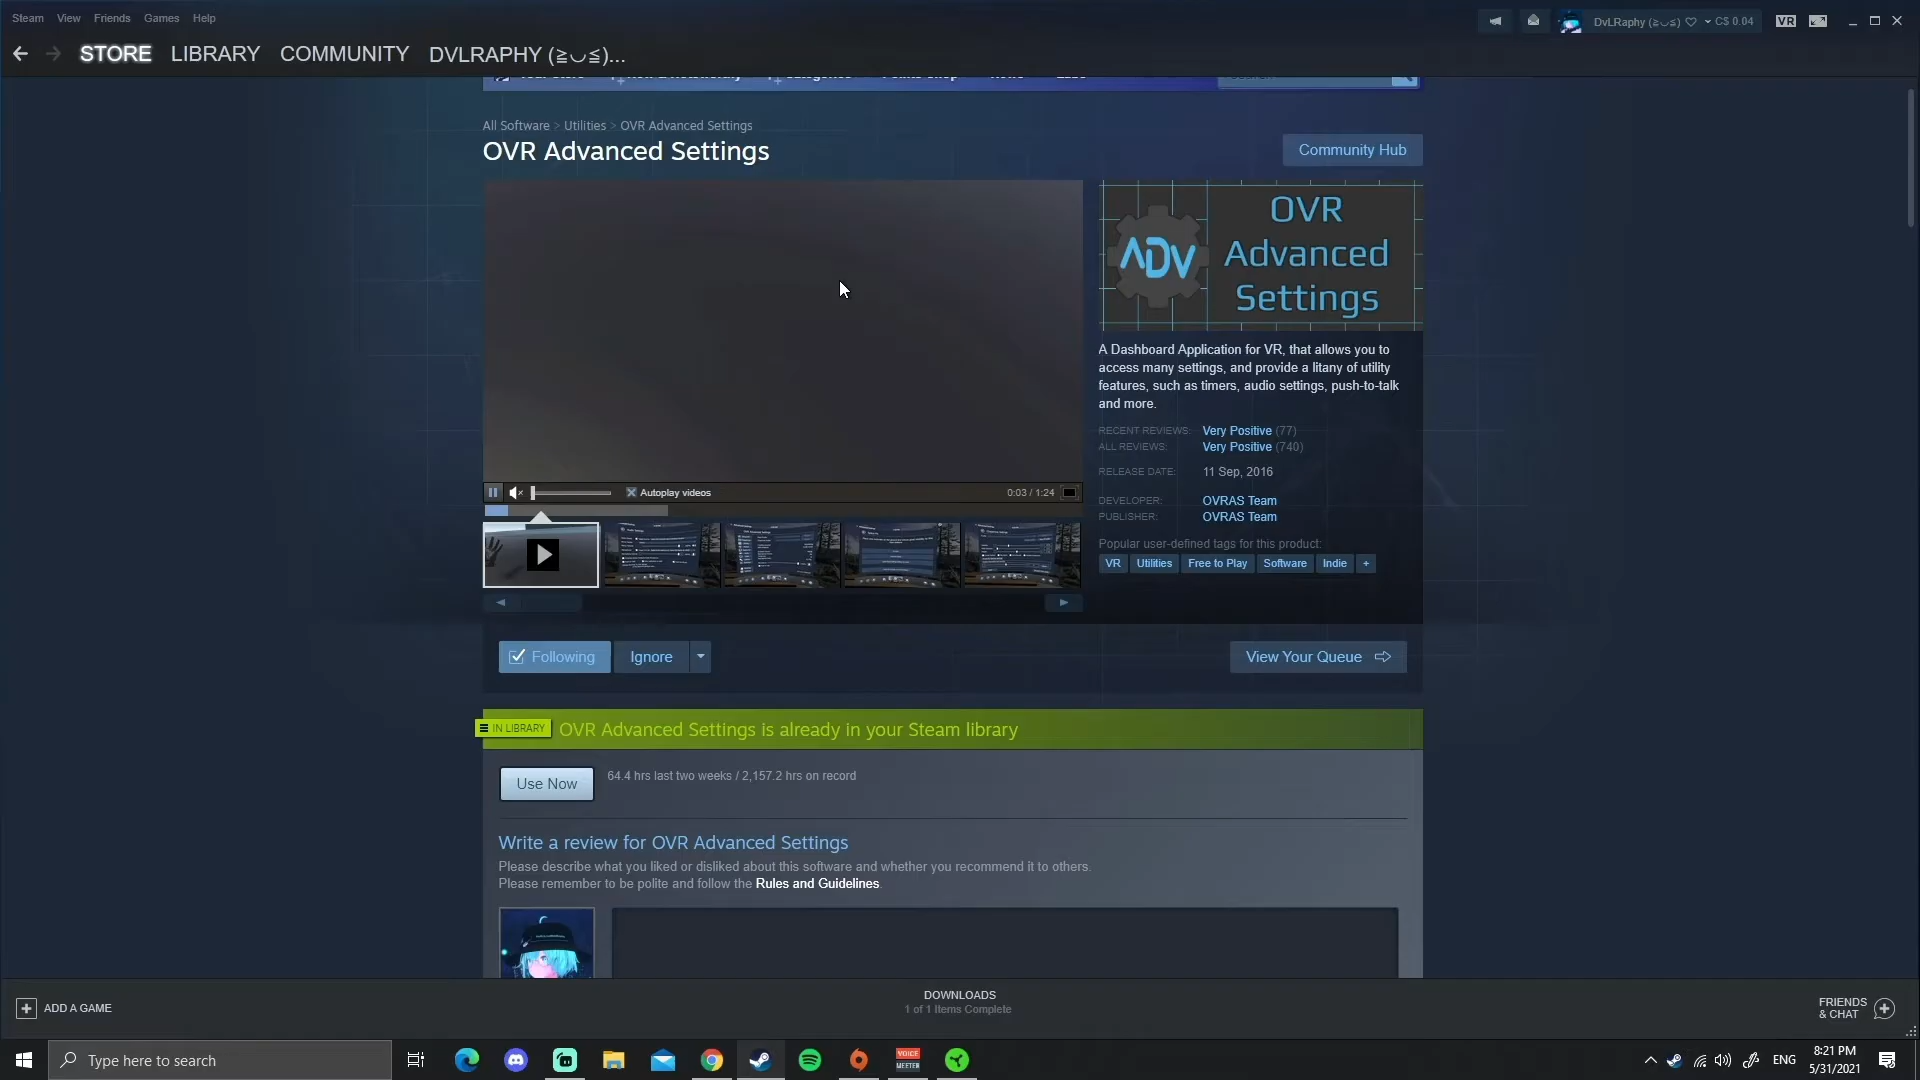 Steam View Friends Games Help
DvLRaphy (≧◡≦) ♡ C$ 0.04 VR
STORE LIBRARY COMMUNITY DVLRAPHY (≧◡≦)...
All Software > Utilities > OVR Advanced Settings
OVR Advanced Settings
Community Hub
ADV
OVR
Advanced
Settings
A Dashboard Application for VR, that allows you to
access many settings, and provide a litany of utility
features, such as timers, audio settings, push-to-talk
and more.
RECENT REVIEWS: Very Positive (77)
ALL REVIEWS: Very Positive (740)
RELEASE DATE: 11 Sep, 2016
DEVELOPER: OVRAS Team
PUBLISHER: OVRAS Team
Popular user-defined tags for this product:
VR Utilities Free to Play Software Indie +
Autoplay videos 0:03 / 1:24
Following Ignore View Your Queue
IN LIBRARY OVR Advanced Settings is already in your Steam library
Use Now 64.4 hrs last two weeks / 2,157.2 hrs on record
Write a review for OVR Advanced Settings
Please describe what you liked or disliked about this software and whether you recommend it to others.
Please remember to be polite and follow the Rules and Guidelines.
ADD A GAME
DOWNLOADS
1 of 1 Items Complete
FRIENDS
& CHAT
Type here to search
VOICE
MEETER
ENG
8:21 PM
5/31/2021